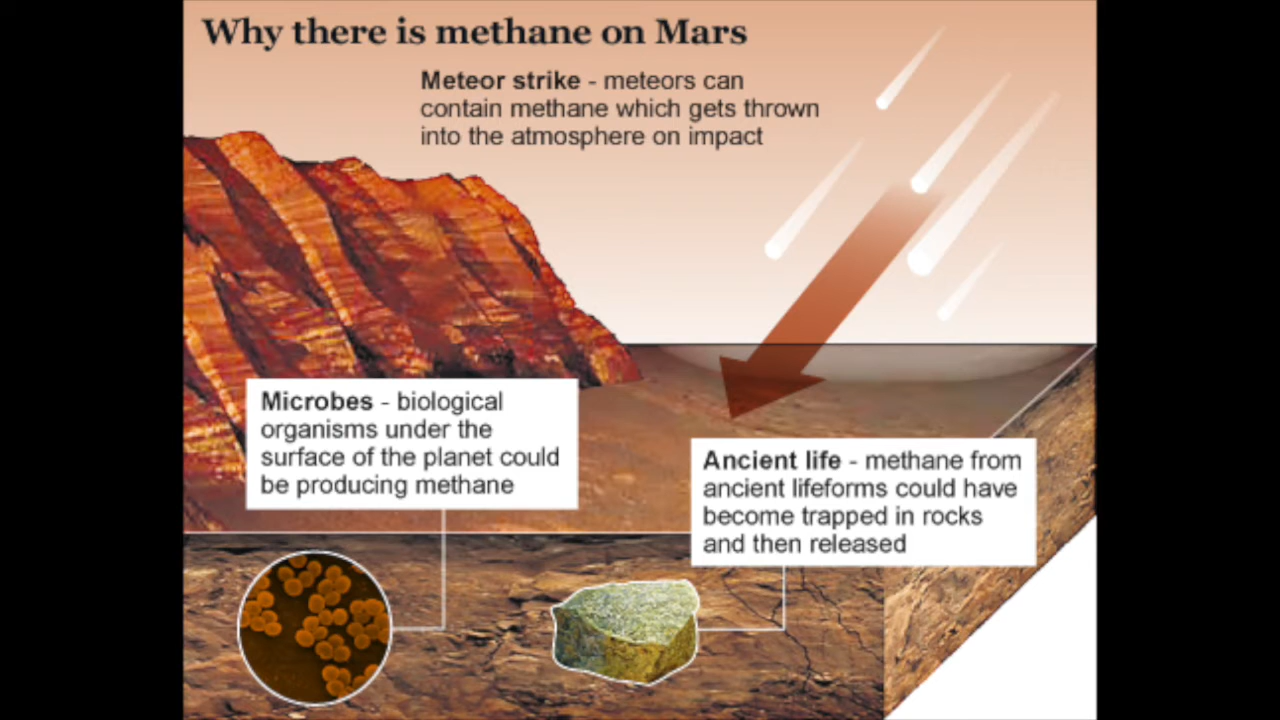 Why there is methane on Mars
Meteor strike - meteors can
contain methane which gets thrown
into the atmosphere on impact
Microbes - biological
organisms under the
surface of the planet could
be producing methane
Ancient life - methane from
ancient lifeforms could have
become trapped in rocks
and then released